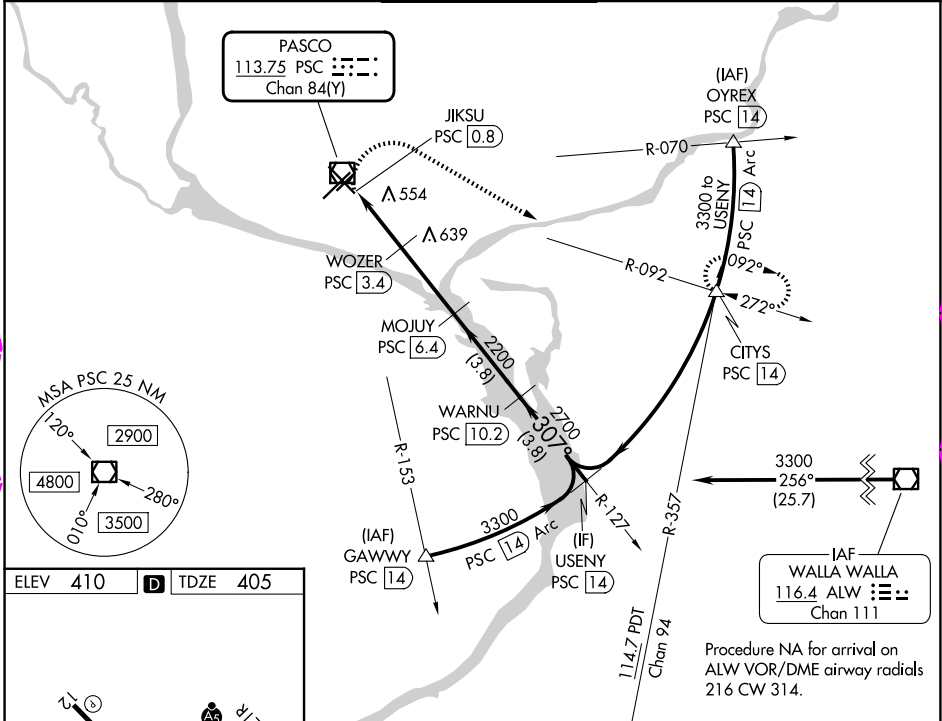 PASCO
113.75 PSC
Chan 84(Y)
JIKSU
PSC 0.8
(IAF)
OYREX
PSC 14
R-070
3300 to
USENY
PSC 14 Arc
554
639
WOZER
PSC 3.4
R-092
092°
272°
MOJUY
PSC 6.4
CITYS
PSC 14
2200
(3.8)
MSA PSC 25 NM
120°
2900
4800
280°
010°
3500
WARNU
PSC 10.2
2700
307°
(3.8)
R-153
R-127
R-357
3300
256°
(25.7)
(IAF)
GAWWY
PSC 14
3300
PSC 14 Arc
(IF)
USENY
PSC 14
114.7 PDT
Chan 94
IAF
WALLA WALLA
116.4 ALW
Chan 111
Procedure NA for arrival on
ALW VOR/DME airway radials
216 CW 314.
ELEV 410 D TDZE 405
12
P
A5